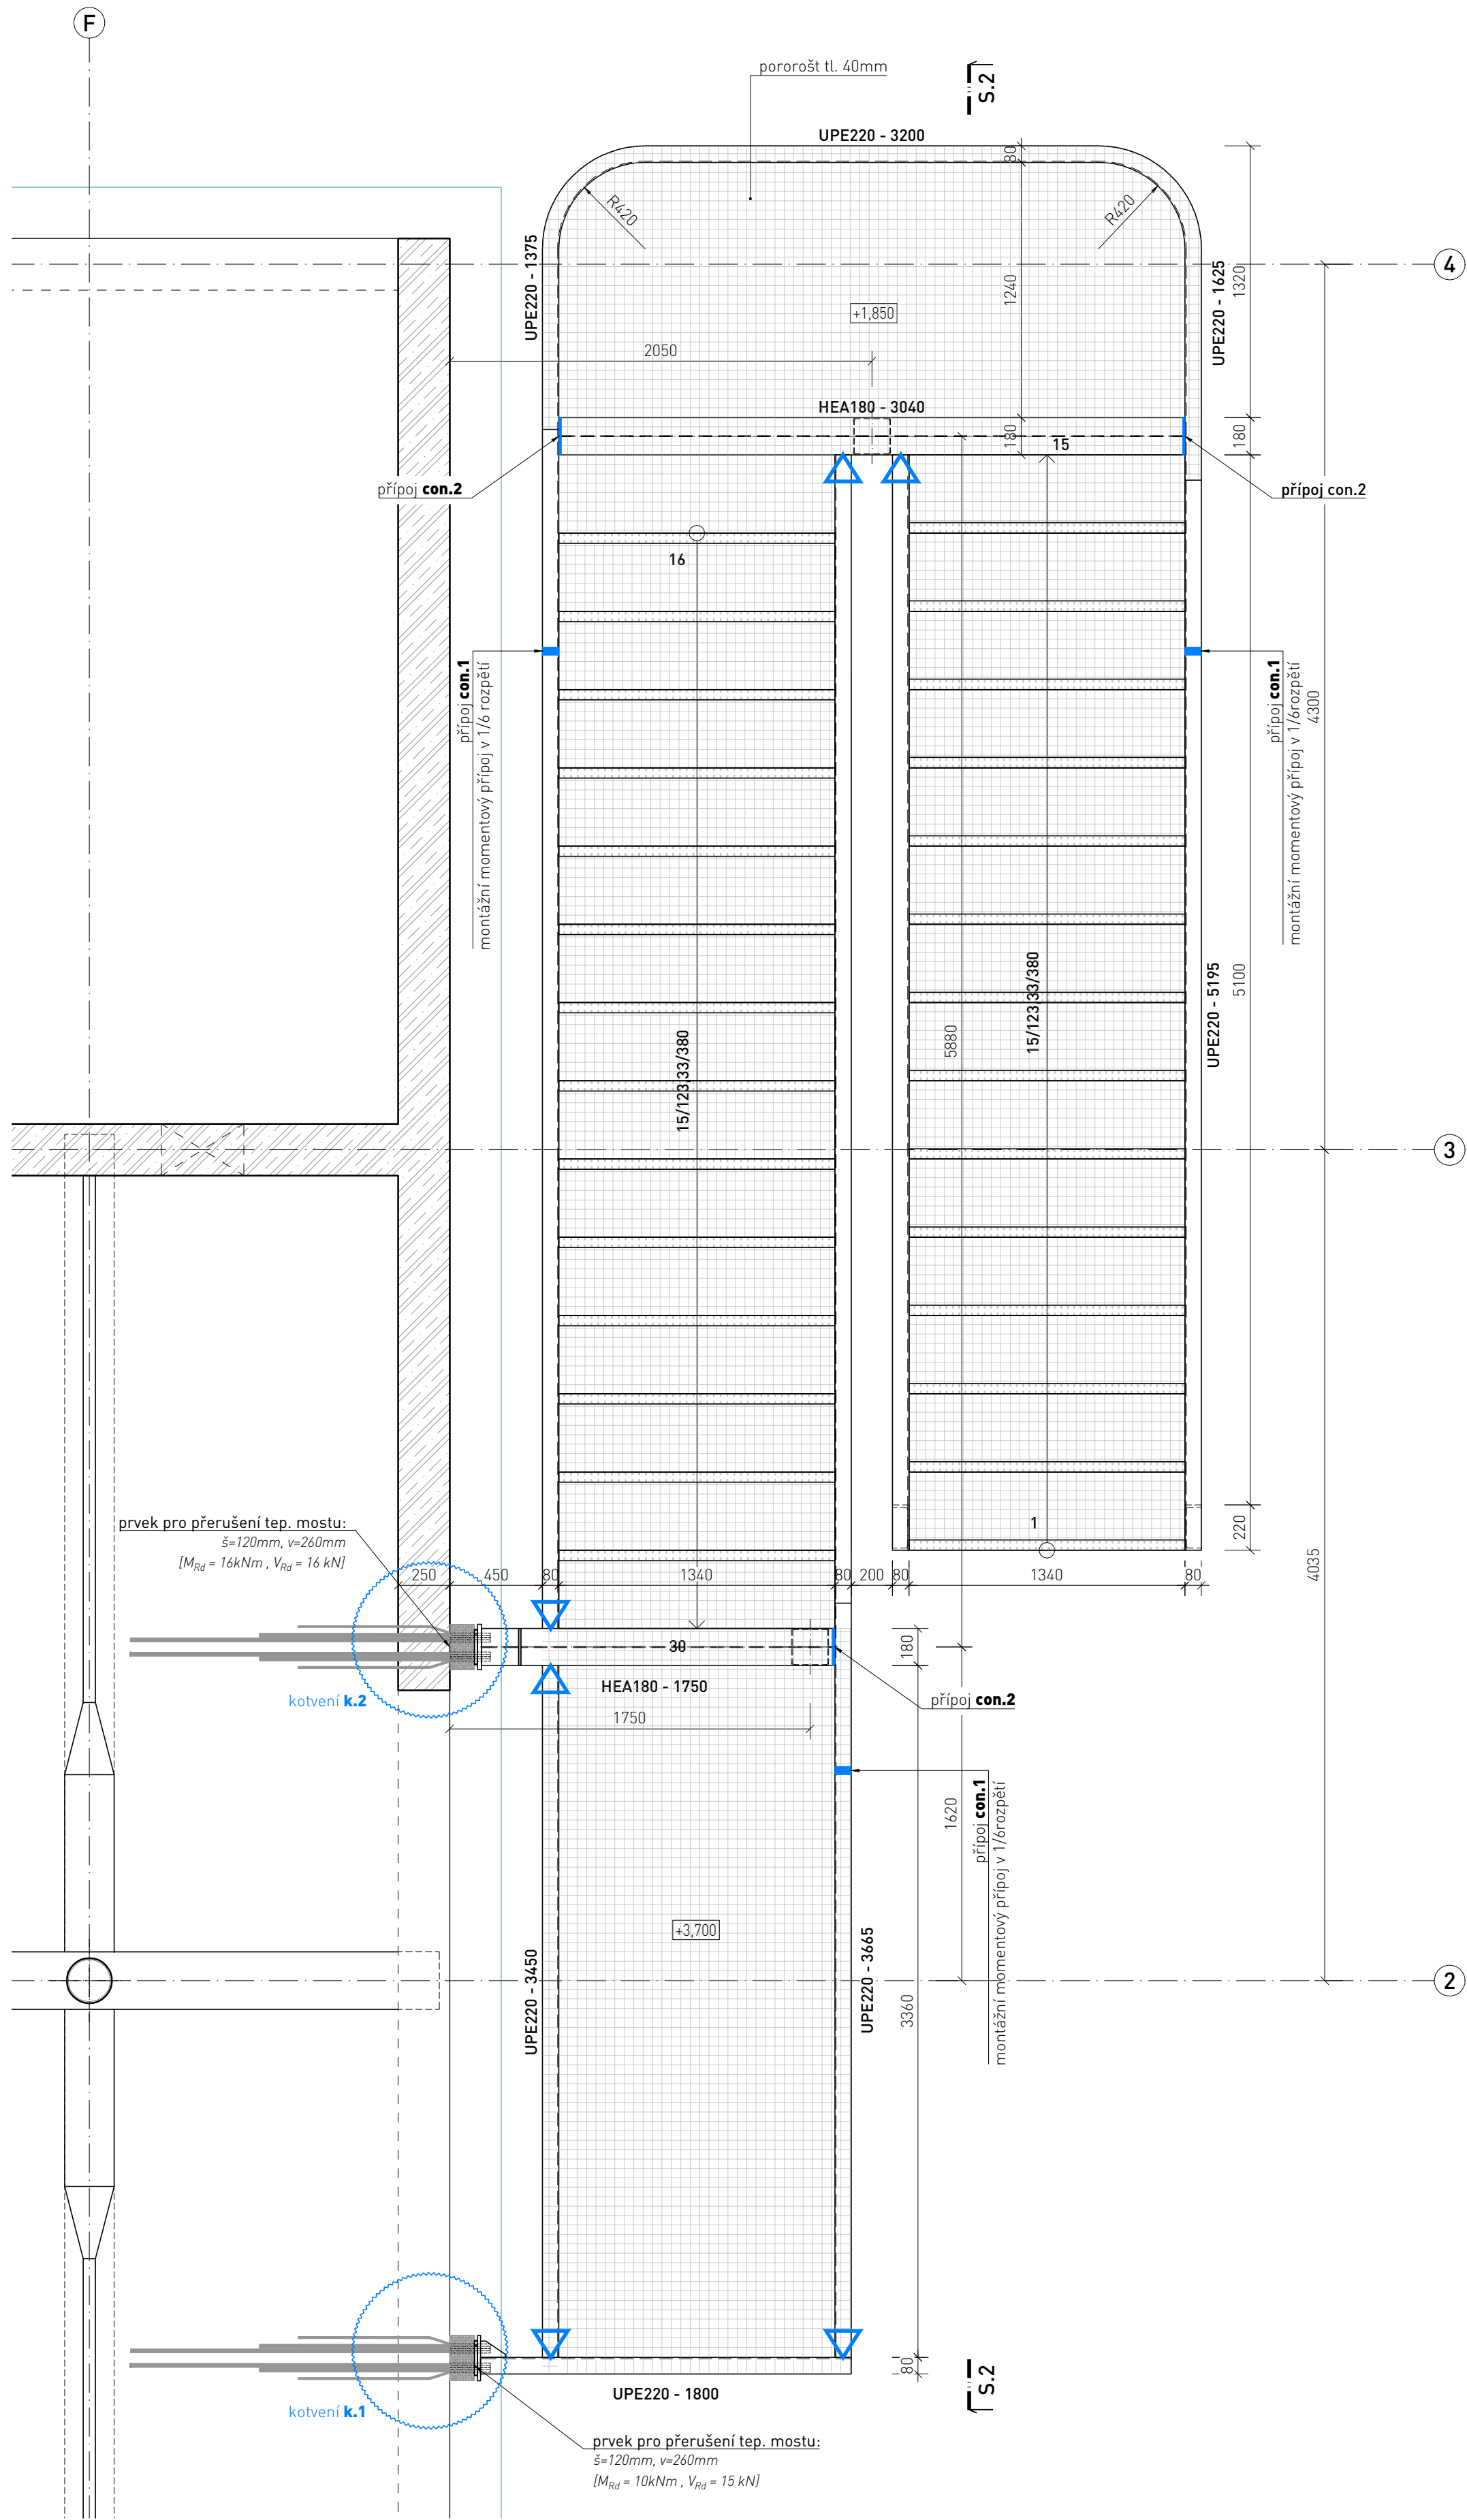 F
pororošt tl. 40mm
S.2
UPE220 - 3200
80
R420
R420
UPE220 - 1375
UPE220 - 1625
1320
4
1240
+1,850
2050
HEA180 - 3040
180
15
180
přípoj con.2
přípoj con.2
16
přípoj con.1
montážní momentový přípoj v 1/6 rozpětí
přípoj con.1
montážní momentový přípoj v 1/6rozpětí
4300
15/123,33/380
15/123,33/380
5880
UPE220 - 5195
5100
3
prvek pro přerušení tep. mostu:
š=120mm, v=260mm
[MRd = 16kNm , VRd = 16 kN]
1
220
4035
250
450
80
1340
80
200
80
1340
80
30
180
HEA180 - 1750
kotvení k.2
přípoj con.2
1750
1620
přípoj con.1
montážní momentový přípoj v 1/6rozpětí
+3,700
UPE220 - 3450
UPE220 - 3665
3360
2
80
S.2
UPE220 - 1800
kotvení k.1
prvek pro přerušení tep. mostu:
š=120mm, v=260mm
[MRd = 10kNm , VRd = 15 kN]